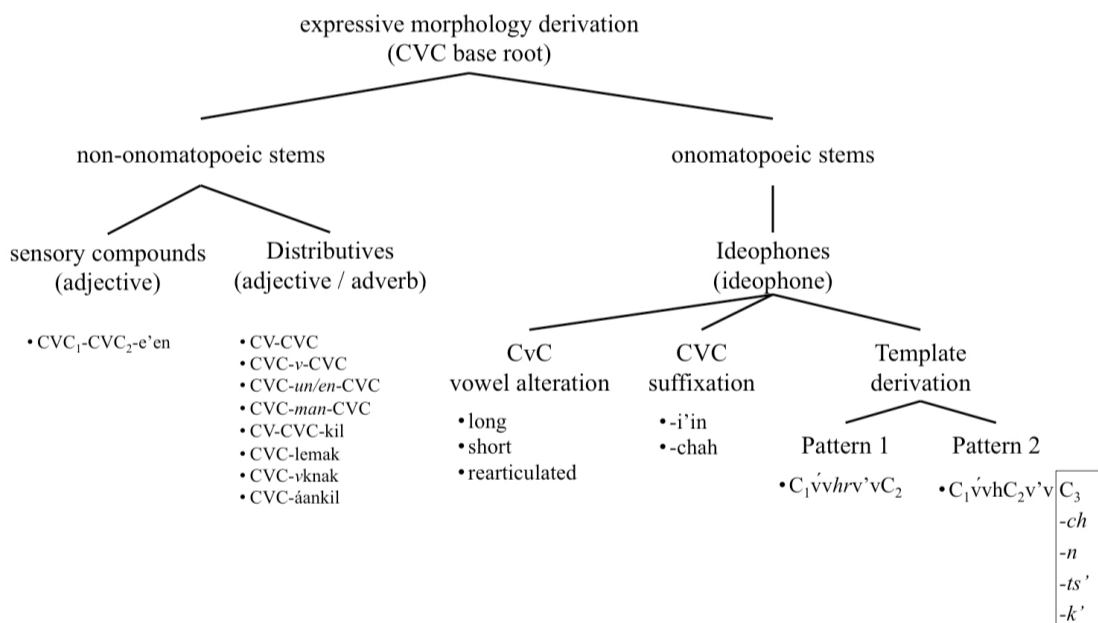 expressive morphology derivation
(CVC base root)
non-onomatopoeic stems
onomatopoeic stems
sensory compounds
(adjective)
Distributives
(adjective / adverb)
Ideophones
(ideophone)
• CVC₁-CVC₂-e’en
• CV-CVC
• CVC-v-CVC
• CVC-un/en-CVC
• CVC-man-CVC
• CV-CVC-kil
• CVC-lemak
• CVC-vknak
• CVC-áankil
CvC
vowel alteration
• long
• short
• rearticulated
CVC
suffixation
• -i’in
• -chah
Template
derivation
Pattern 1
• C₁v́vhrv’vC₂
Pattern 2
• C₁v́vhC₂v’v C₃
-ch
-n
-ts’
-k’